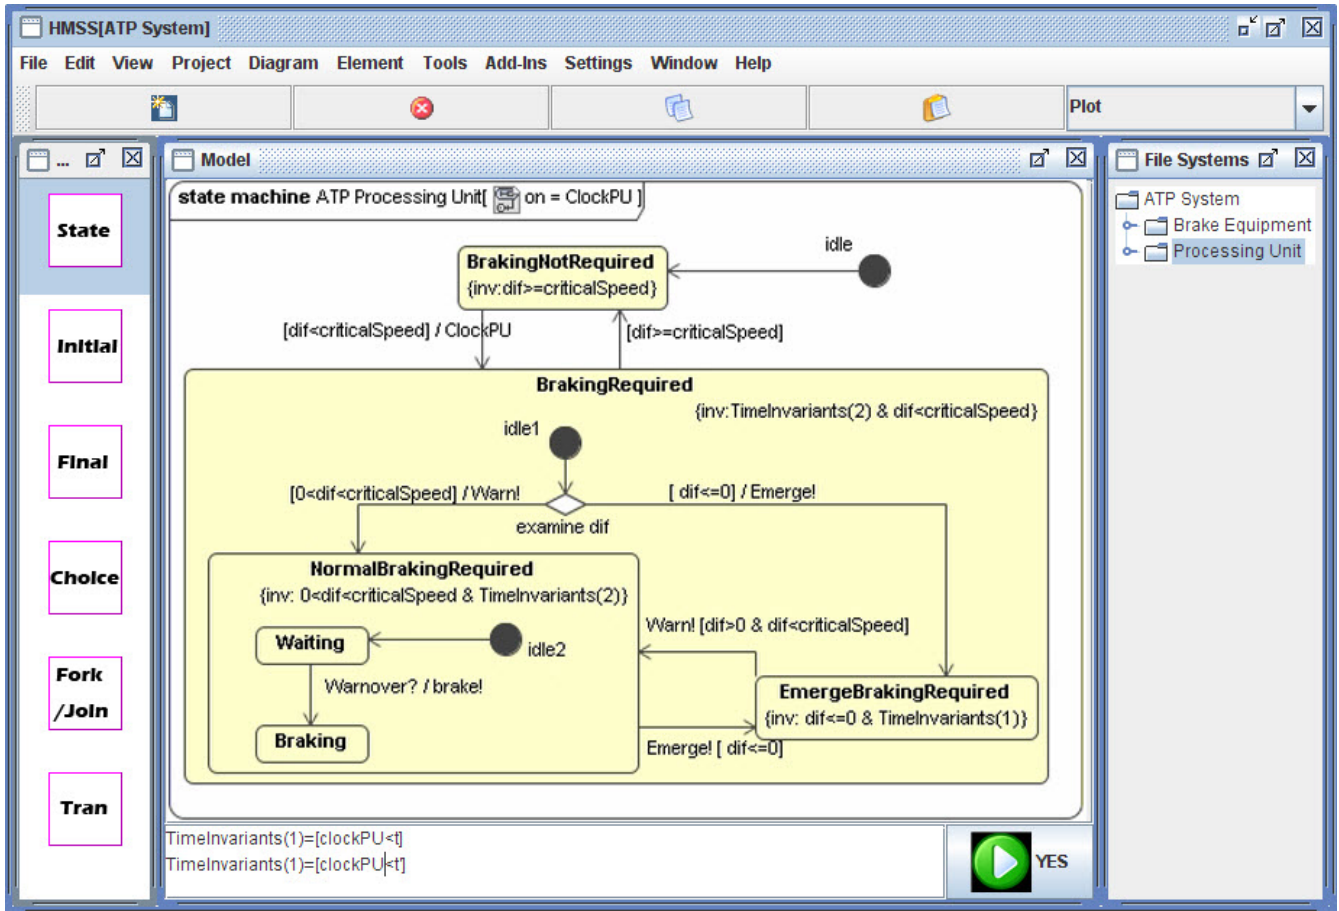 HMSS[ATP System]
File Edit View Project Diagram Element Tools Add-Ins Settings Window Help
Plot
...
Model
File Systems
State
Initial
Final
Choice
Fork
/Join
Tran
state machine ATP Processing Unit[ on = ClockPU ]
idle
BrakingNotRequired
{inv:dif>=criticalSpeed}
[dif<criticalSpeed] / ClockPU
[dif>=criticalSpeed]
BrakingRequired
{inv:TimeInvariants(2) & dif<criticalSpeed}
idle1
[0<dif<criticalSpeed] / Warn!
[ dif<=0] / Emerge!
examine dif
NormalBrakingRequired
{inv: 0<dif<criticalSpeed & TimeInvariants(2)}
Waiting
idle2
Warnover? / brake!
Braking
Warn! [dif>0 & dif<criticalSpeed]
EmergeBrakingRequired
{inv: dif<=0 & TimeInvariants(1)}
Emerge! [ dif<=0]
TimeInvariants(1)=[clockPU<t]
TimeInvariants(1)=[clockPU<t']
YES
ATP System
Brake Equipment
Processing Unit